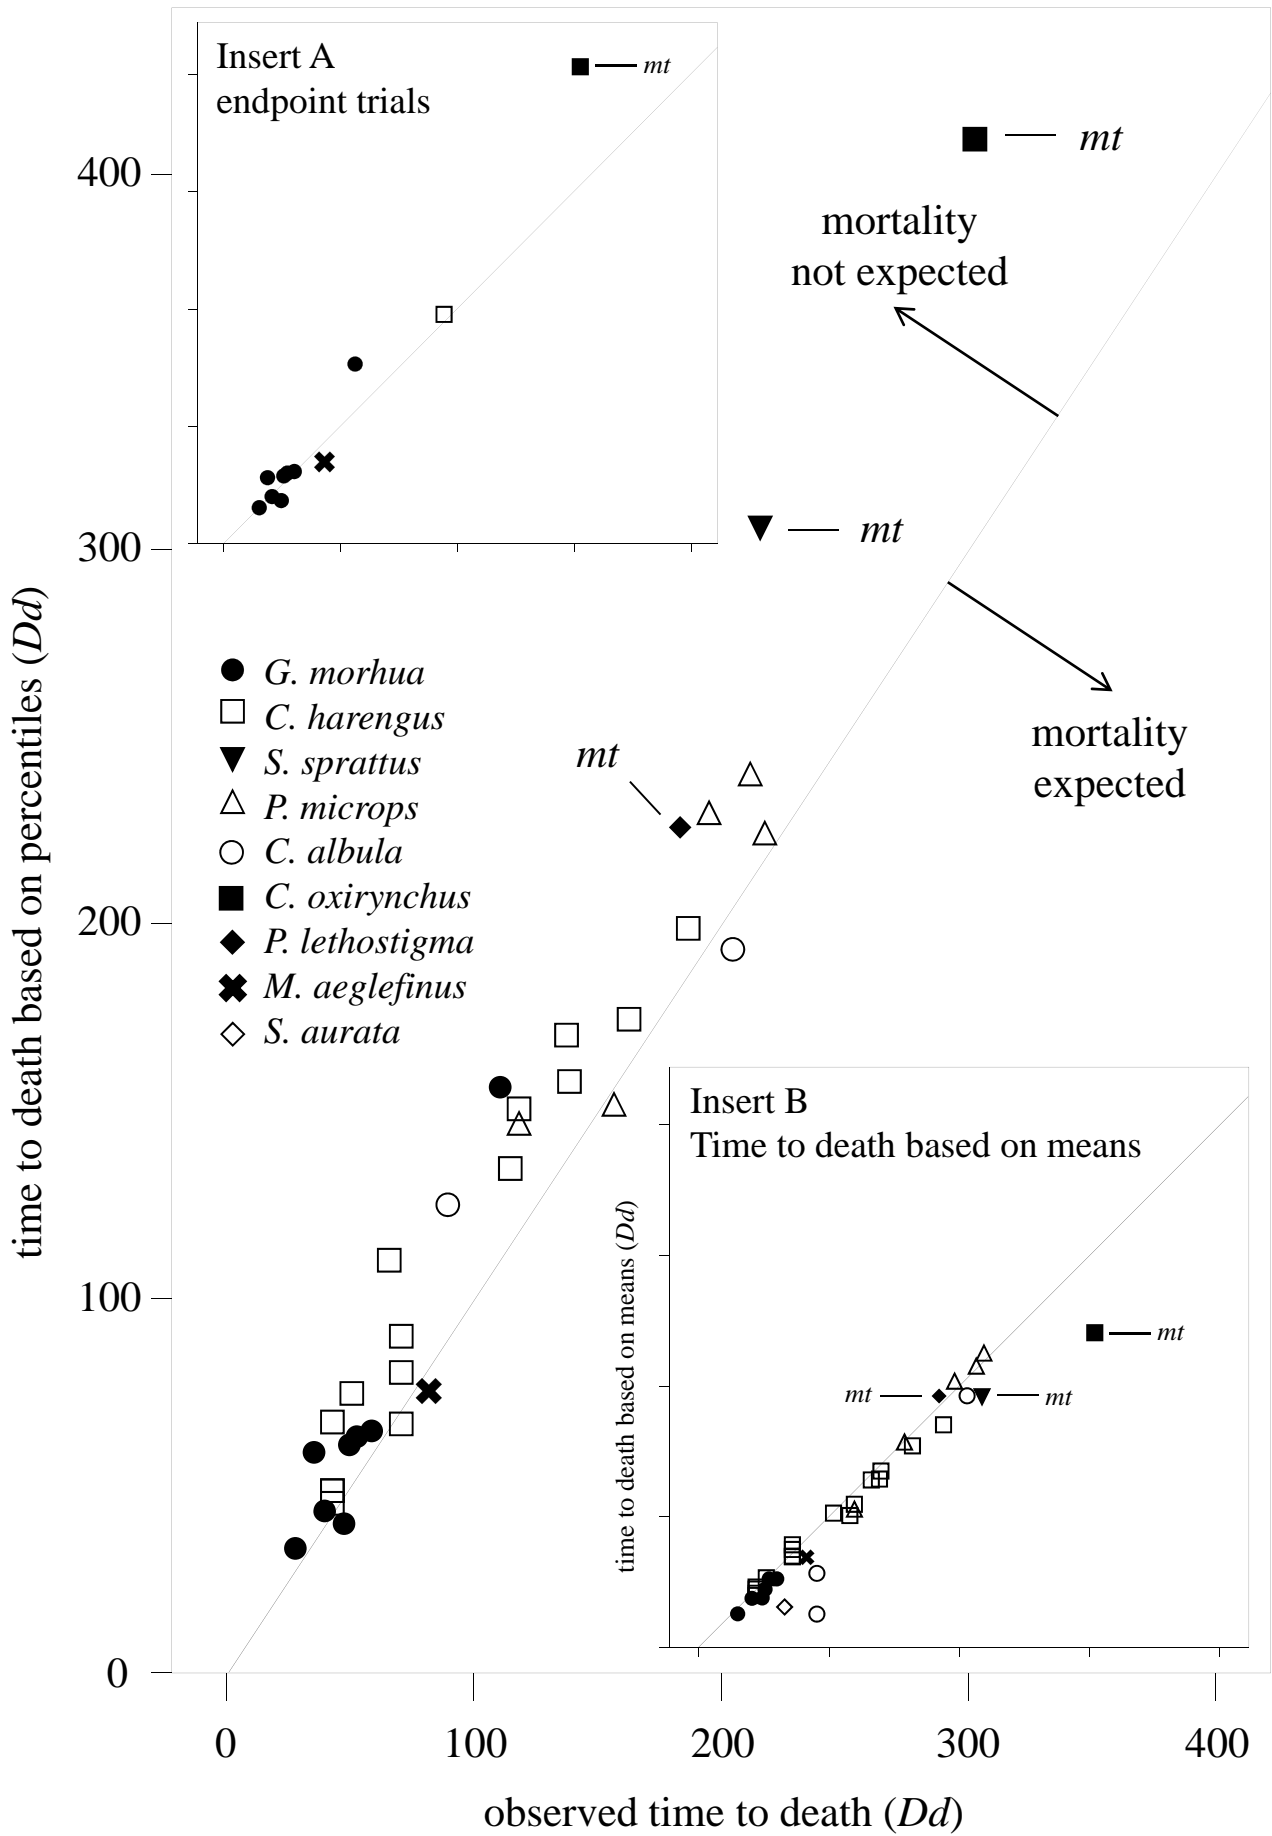 Insert A
endpoint trials
mt
400
mt
mortality
not expected
300
mt
time to death based on percentiles (Dd)
G. morhua
C. harengus
S. sprattus
P. microps
C. albula
C. oxirynchus
P. lethostigma
M. aeglefinus
S. aurata
mt
mortality
expected
200
100
0
Insert B
Time to death based on means
time to death based on means (Dd)
mt
mt
mt
0
100
200
300
400
observed time to death (Dd)